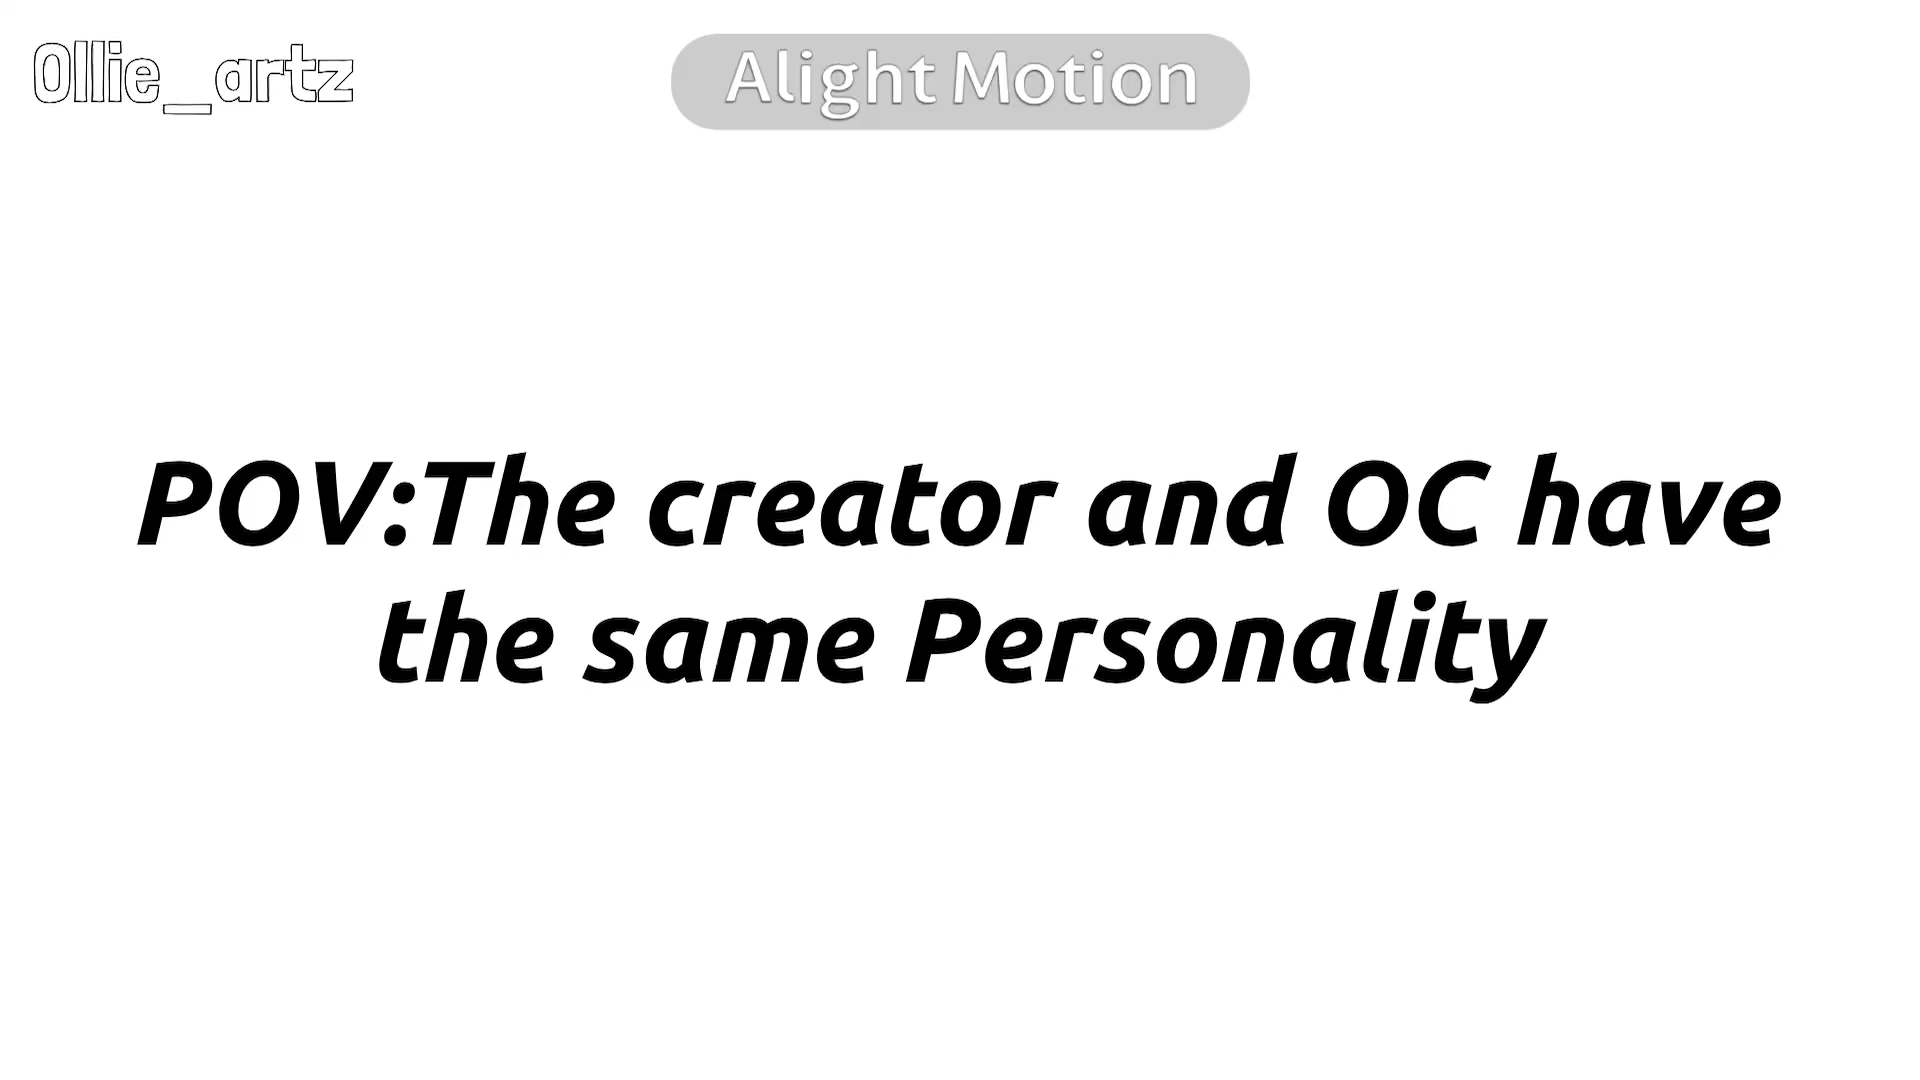 Ollie_artz
Alight Motion
POV:The creator and OC have
the same Personality